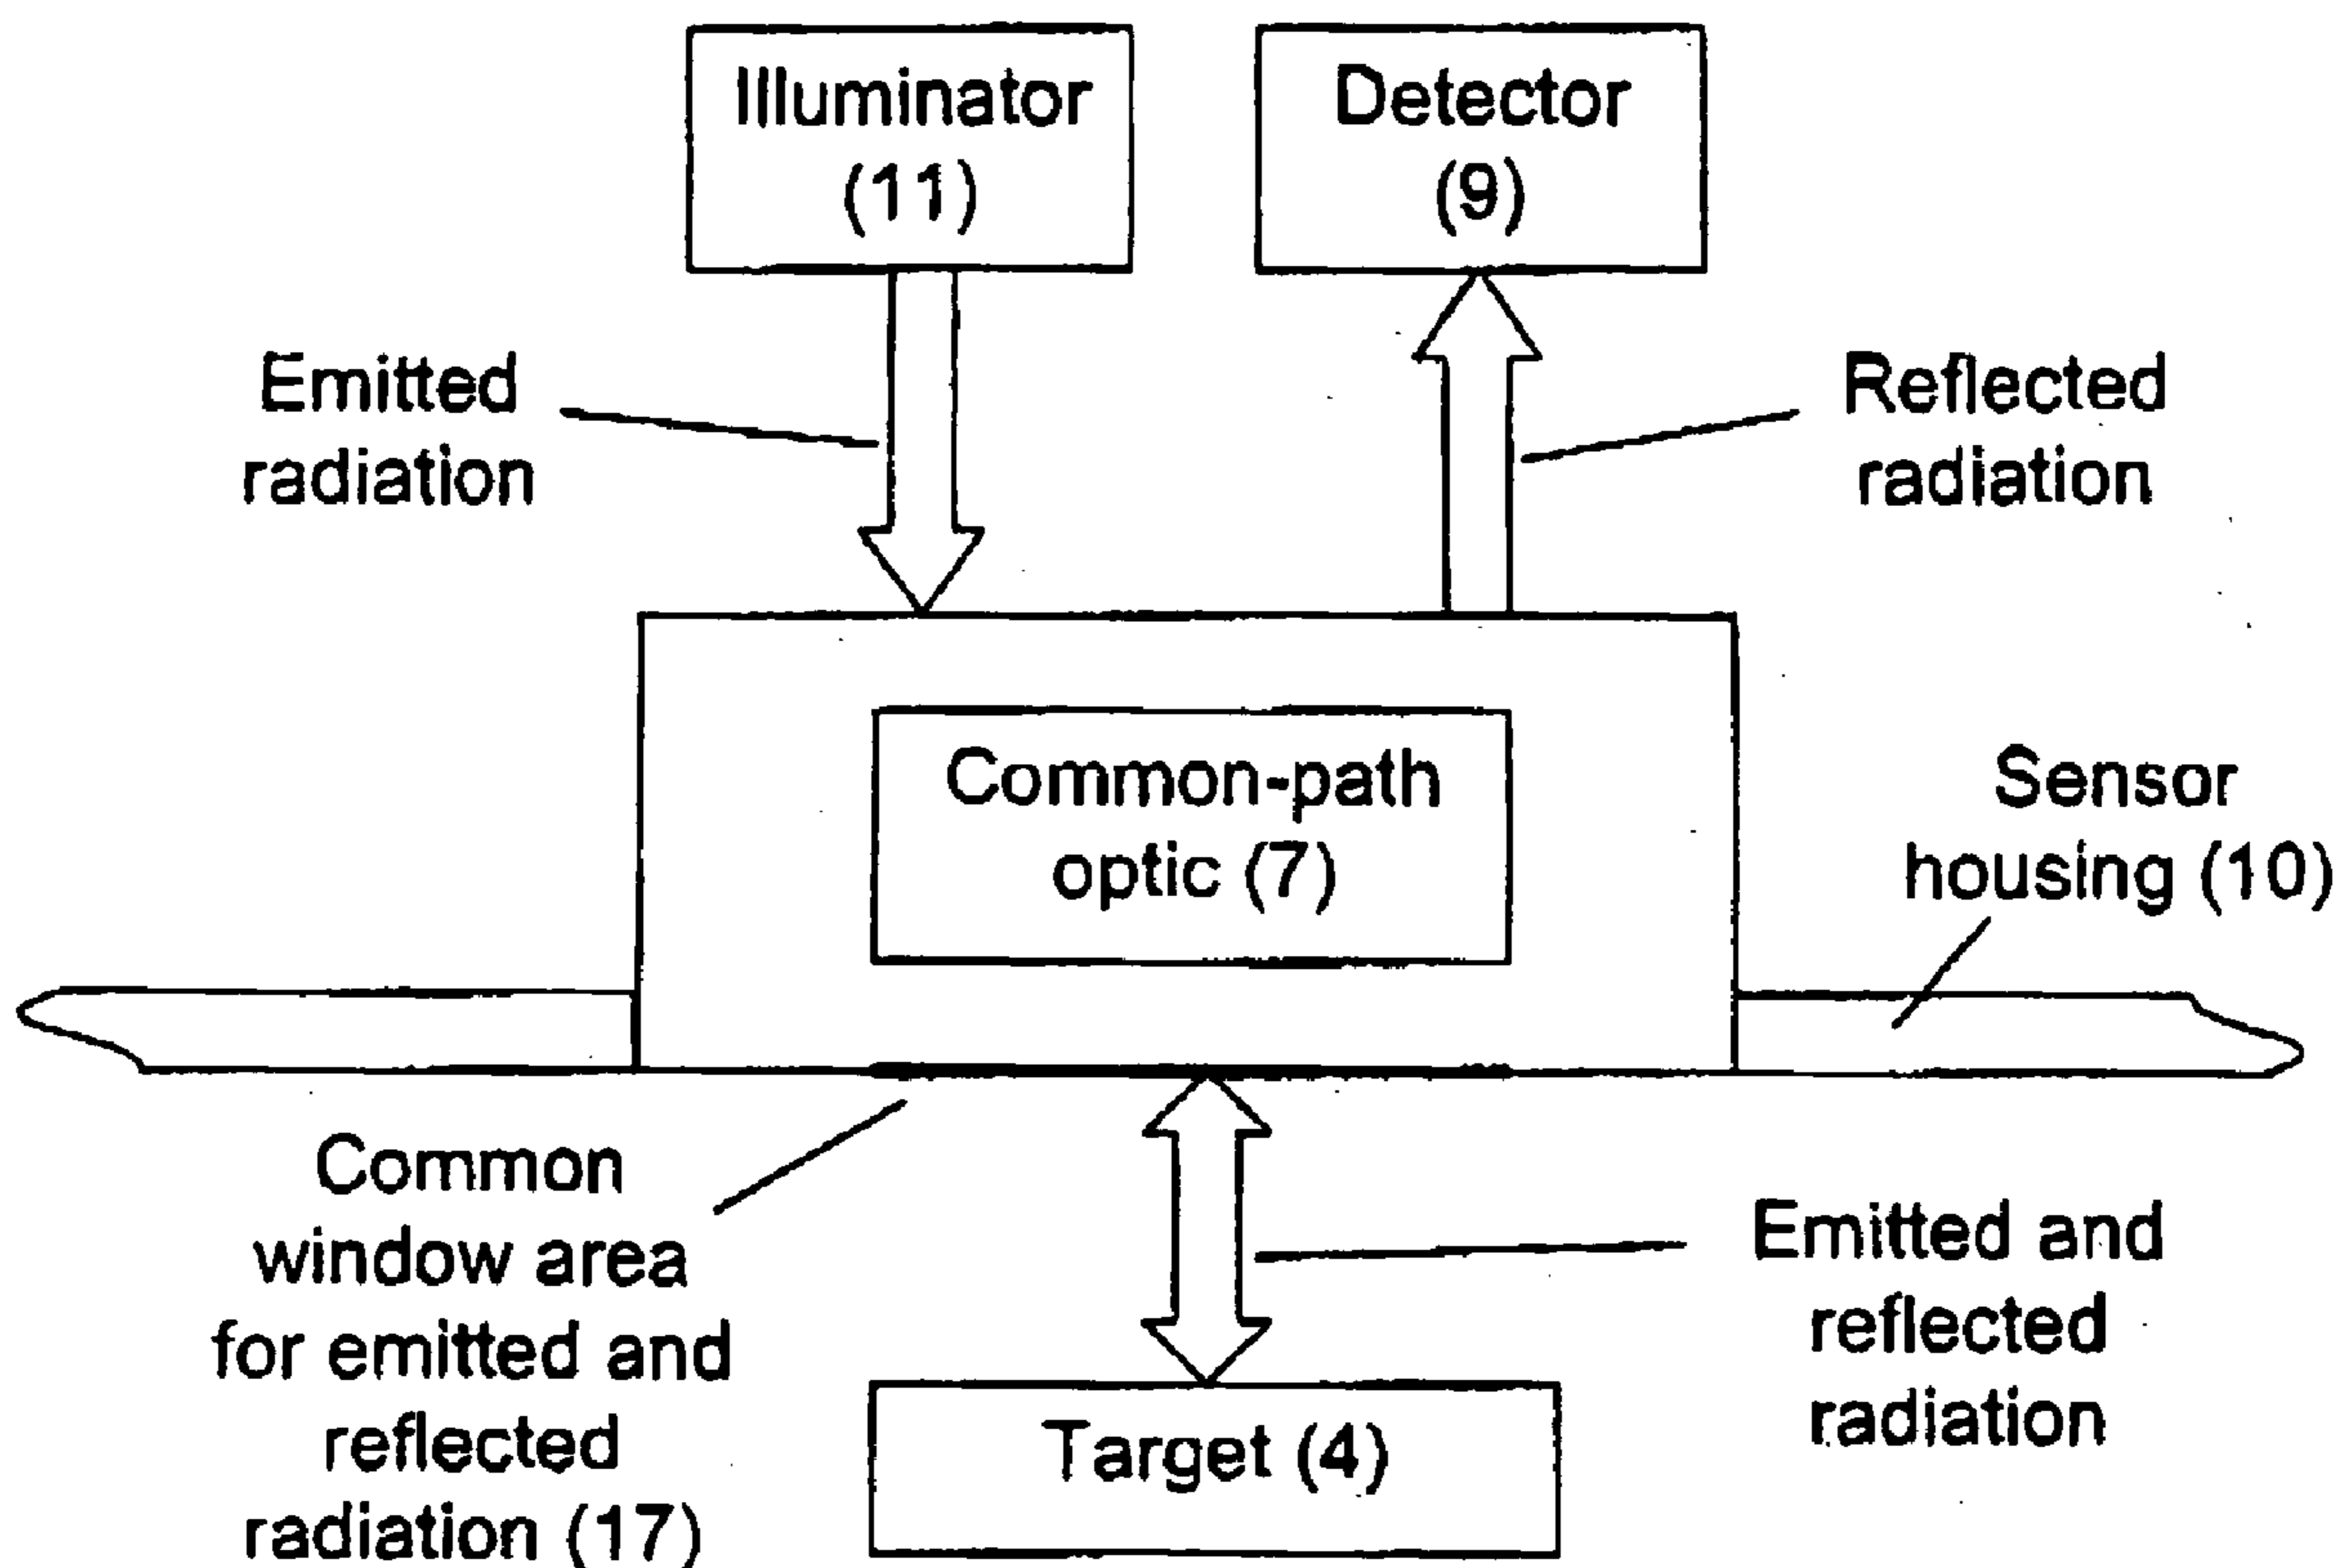 Illuminator
(11)
Detector
(9)
Emitted
radiation
Reflected
radiation
Common-path
optic (7)
Sensor
housing (10)
Common
window area
for emitted and
reflected
radiation (17)
Emitted and
reflected
radiation
Target (4)